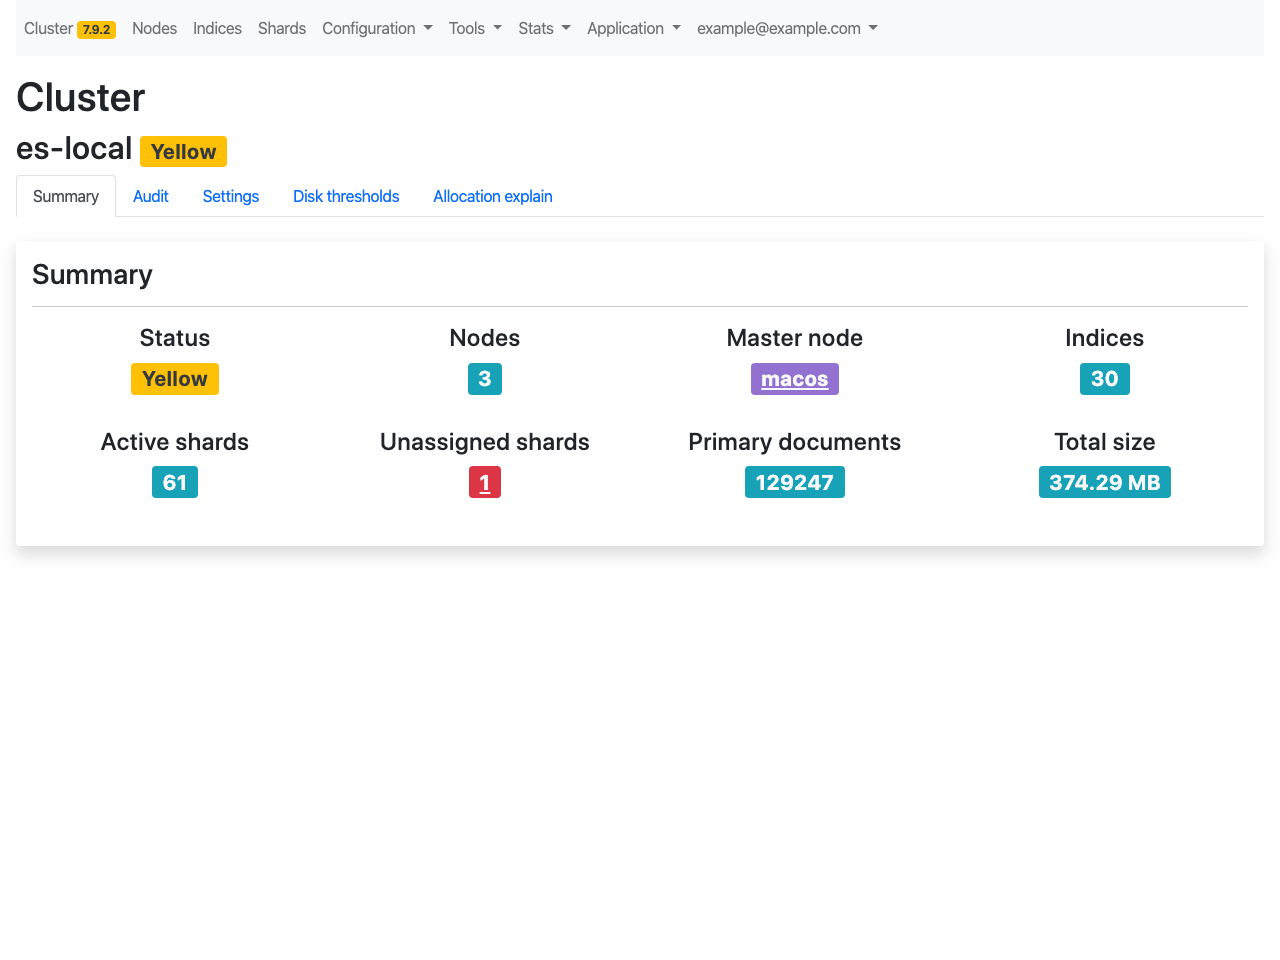 Cluster 7.9.2 Nodes Indices Shards Configuration Tools Stats Application example@example.com
Cluster
es-local Yellow
Summary Audit Settings Disk thresholds Allocation explain
Summary
Status Nodes Master node Indices
Yellow 3 macos 30
Active shards Unassigned shards Primary documents Total size
61 1 129247 374.29 MB